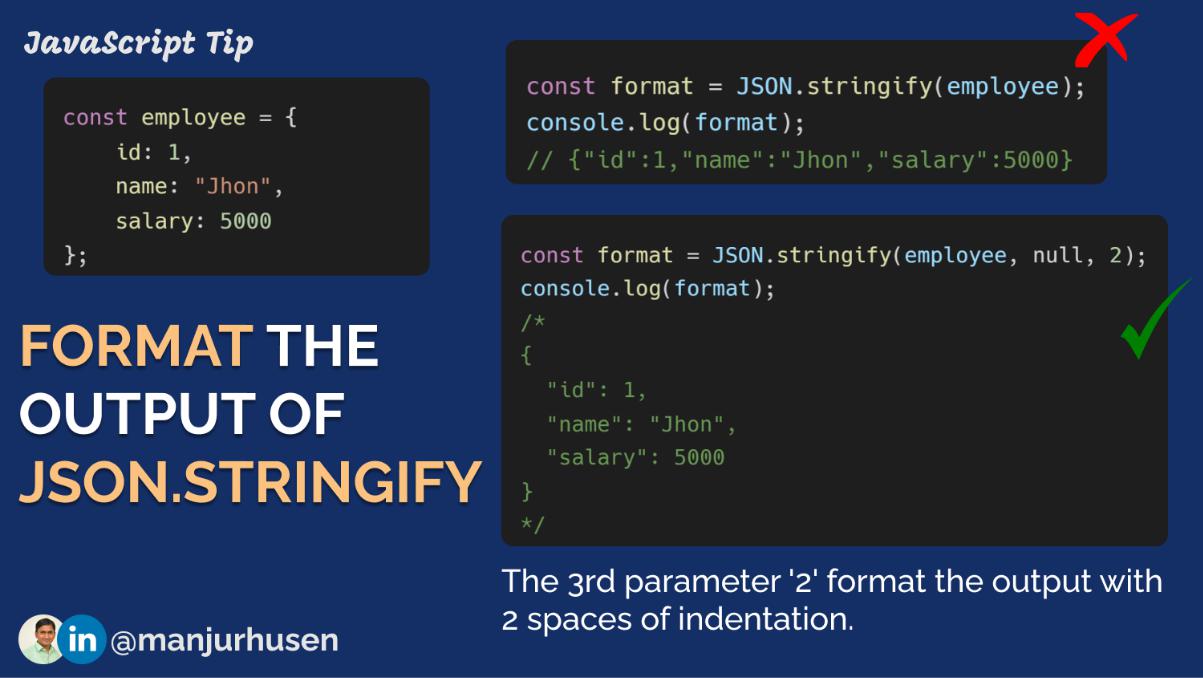 JavaScript Tip
const employee = {
    id: 1,
    name: "Jhon",
    salary: 5000
};
FORMAT THE
OUTPUT OF
JSON.STRINGIFY
const format = JSON.stringify(employee);
console.log(format);
// {"id":1,"name":"Jhon","salary":5000}
const format = JSON.stringify(employee, null, 2);
console.log(format);
/*
{
  "id": 1,
  "name": "Jhon",
  "salary": 5000
}
*/
The 3rd parameter '2' format the output with
2 spaces of indentation.
in @manjurhusen